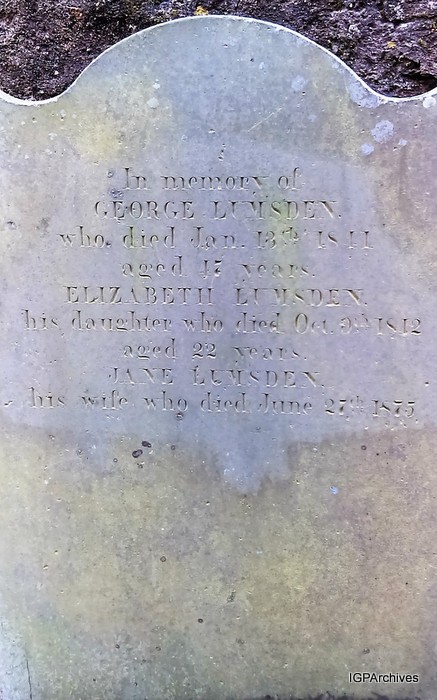 In memory of
GEORGE LUMSDEN.
who died Jan. 13th 1841
aged 47 years.
ELIZABETH LUMSDEN.
his daughter who died Oct. 9th 1842
aged 22 years.
JANE LUMSDEN.
his wife who died June 27th 1875
IGPArchives